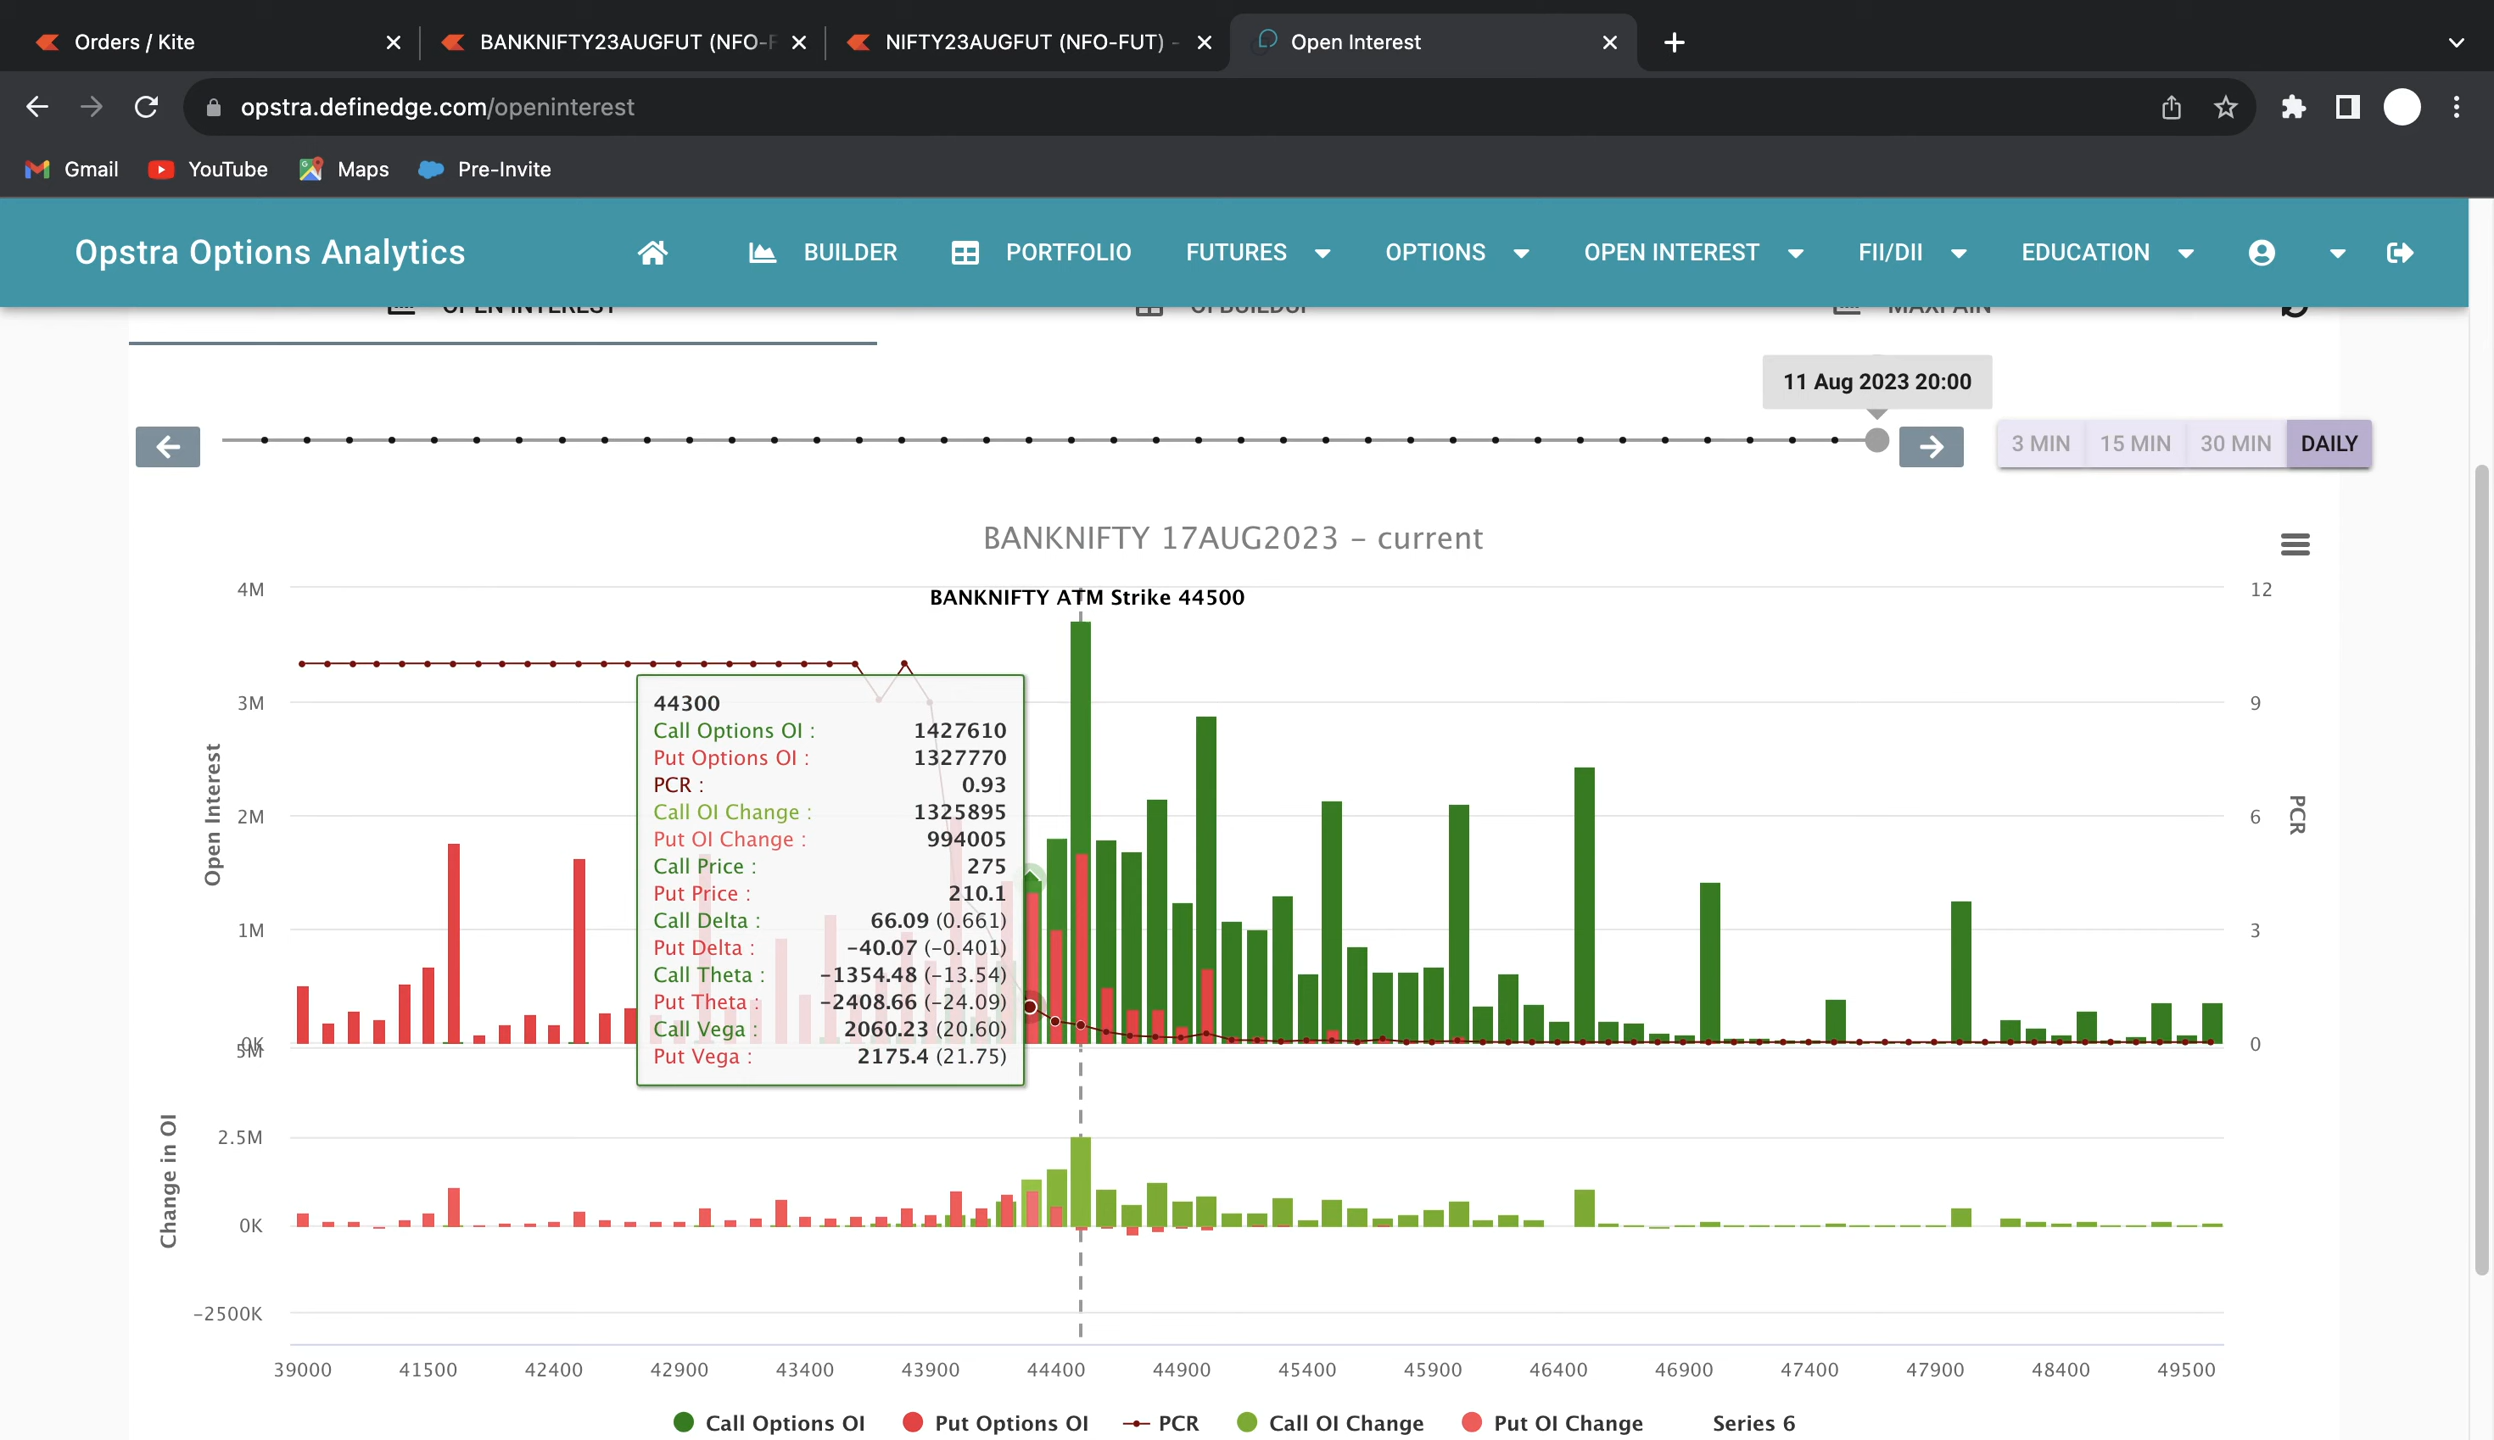 Orders / Kite
BANKNIFTY23AUGFUT (NFO-F
NIFTY23AUGFUT (NFO-FUT) -
Open Interest
opstra.definedge.com/openinterest
Gmail
YouTube
Maps
Pre-Invite
Opstra Options Analytics
BUILDER
PORTFOLIO
FUTURES
OPTIONS
OPEN INTEREST
FII/DII
EDUCATION
OPEN INTEREST
OI BUILDUP
MAXPAIN
11 Aug 2023 20:00
3 MIN
15 MIN
30 MIN
DAILY
BANKNIFTY 17AUG2023 – current
BANKNIFTY ATM Strike 44500
4M
3M
2M
1M
0K
Open Interest
12
9
6
3
0
PCR
44300
Call Options OI : 1427610
Put Options OI : 1327770
PCR : 0.93
Call OI Change : 1325895
Put OI Change : 994005
Call Price : 275
Put Price : 210.1
Call Delta : 66.09 (0.661)
Put Delta : −40.07 (−0.401)
Call Theta : −1354.48 (−13.54)
Put Theta : −2408.66 (−24.09)
Call Vega : 2060.23 (20.60)
Put Vega : 2175.4 (21.75)
5M
2.5M
0K
−2500K
Change in OI
39000 41500 42400 42900 43400 43900 44400 44900 45400 45900 46400 46900 47400 47900 48400 49500
Call Options OI
Put Options OI
PCR
Call OI Change
Put OI Change
Series 6